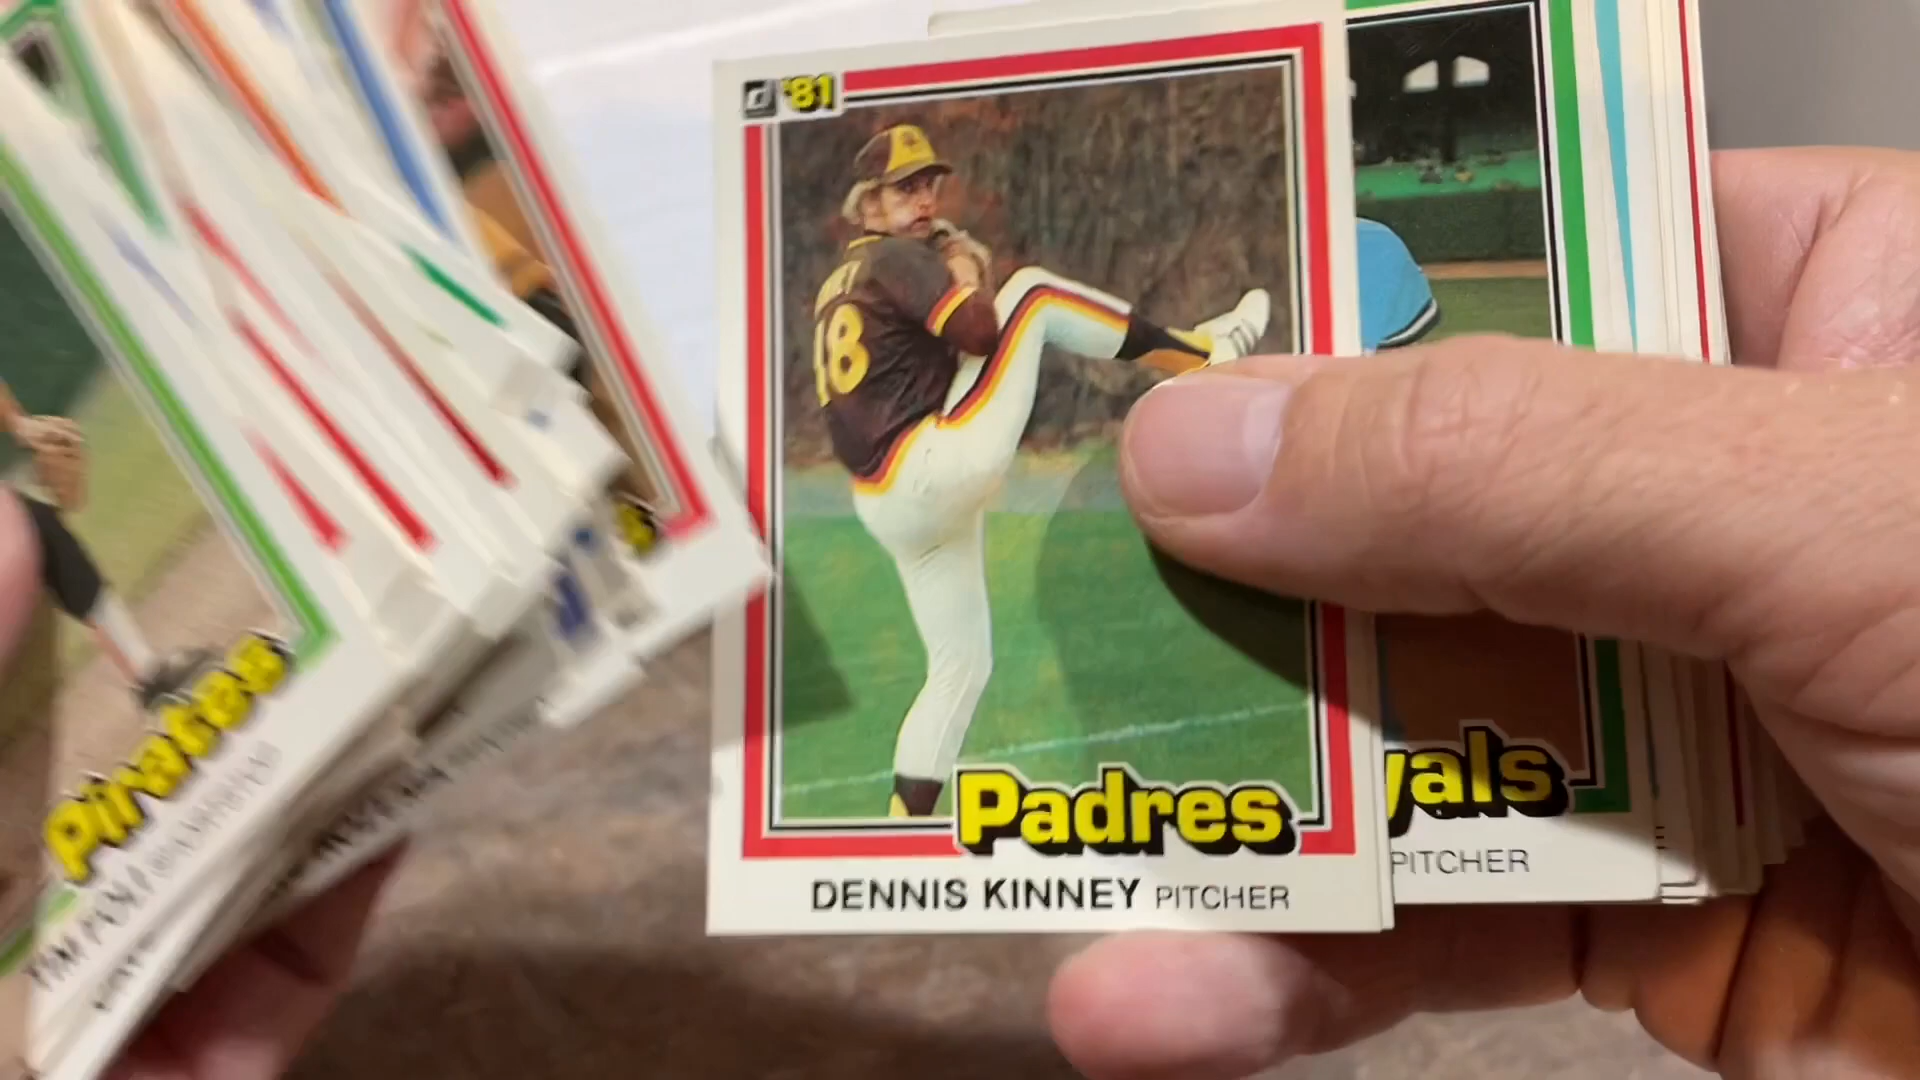 '81
48
Padres
DENNIS KINNEY PITCHER
yals
PITCHER
Pirates